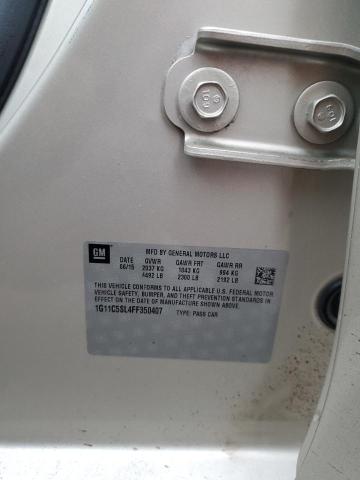 GM
MFD BY GENERAL MOTORS LLC
DATE GVWR GAWR FRT GAWR RR
06/15 2037 KG 1043 KG 994 KG
4492 LB 2300 LB 2192 LB
THIS VEHICLE CONFORMS TO ALL APPLICABLE U.S. FEDERAL MOTOR
VEHICLE SAFETY, BUMPER, AND THEFT PREVENTION STANDARDS
IN EFFECT ON THE DATE OF MANUFACTURE SHOWN ABOVE.
1G11C5SL4FF350407 TYPE: PASS CAR